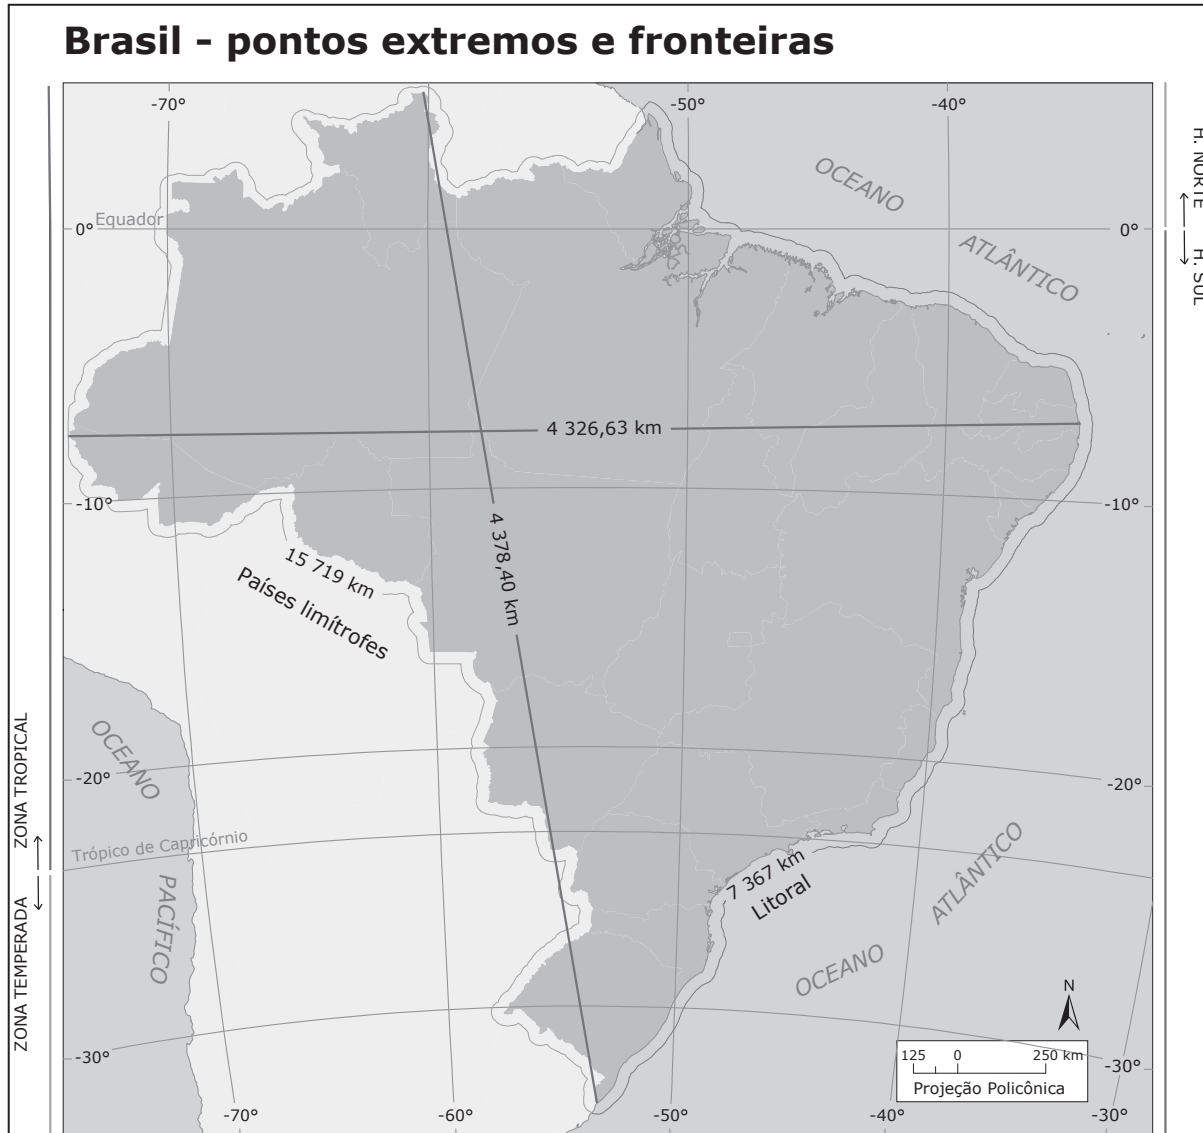 Brasil - pontos extremos e fronteiras
-70°
-50°
-40°
H. NORTE
H. SUL
OCEANO
ATLÂNTICO
Equador
0°
0°
4 326,63 km
-10°
-10°
4 378,40 km
15 719 km
Países limítrofes
OCEANO
PACÍFICO
-20°
-20°
ZONA TROPICAL
ZONA TEMPERADA
Trópico de Capricórnio
7 367 km
Litoral
OCEANO
ATLÂNTICO
N
125 0 250 km
Projeção Policônica
-30°
-30°
-70°
-60°
-50°
-40°
-30°